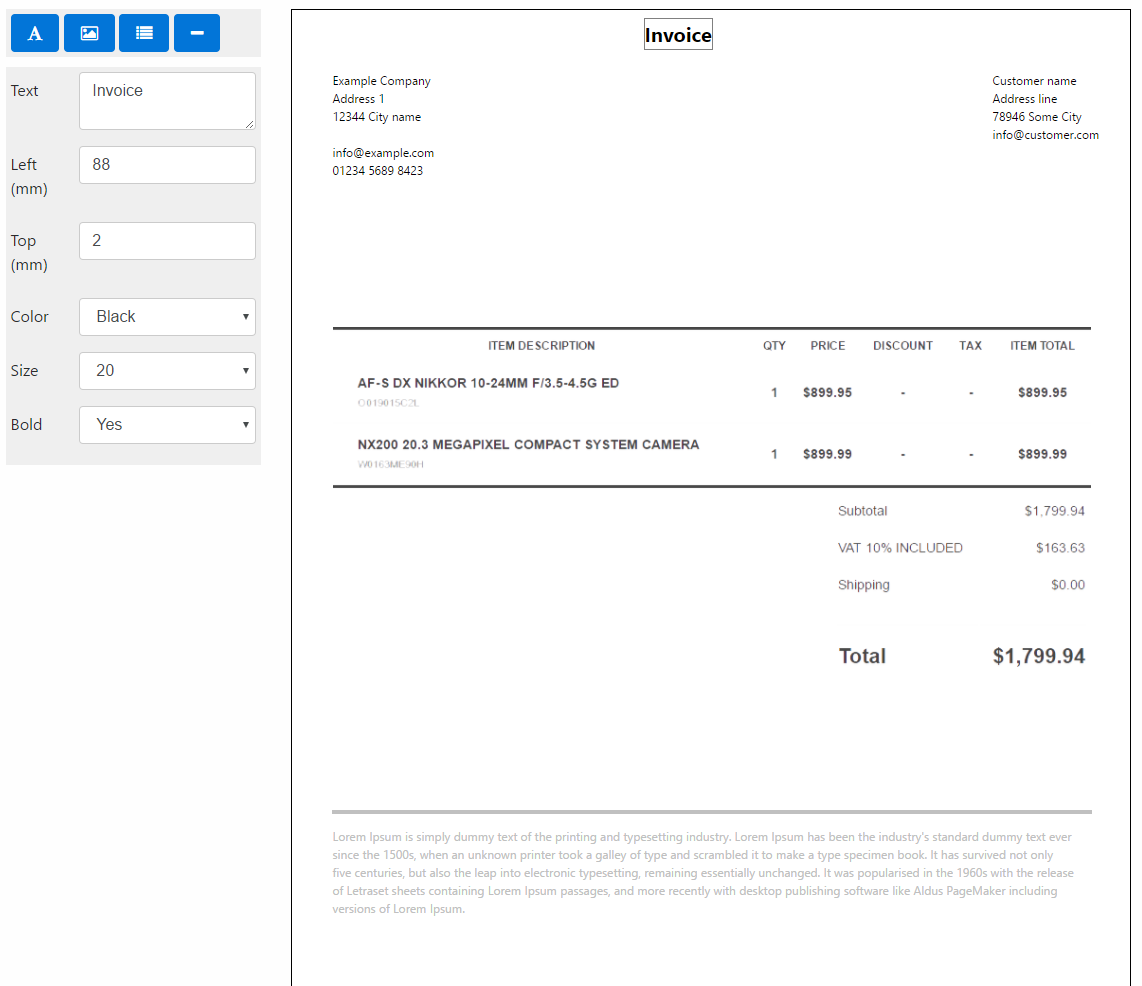 A
Text
Invoice
Left
(mm)
88
Top
(mm)
2
Color
Black
Size
20
Bold
Yes
Invoice
Example Company
Address 1
12344 City name
info@example.com
01234 5689 8423
Customer name
Address line
78946 Some City
info@customer.com
ITEM DESCRIPTION QTY PRICE DISCOUNT TAX ITEM TOTAL
AF-S DX NIKKOR 10-24MM F/3.5-4.5G ED 1 $899.95 - - $899.95
O019015C2L
NX200 20.3 MEGAPIXEL COMPACT SYSTEM CAMERA 1 $899.99 - - $899.99
W0163ME90H
Subtotal $1,799.94
VAT 10% INCLUDED $163.63
Shipping $0.00
Total $1,799.94
Lorem Ipsum is simply dummy text of the printing and typesetting industry. Lorem Ipsum has been the industry's standard dummy text ever
since the 1500s, when an unknown printer took a galley of type and scrambled it to make a type specimen book. It has survived not only
five centuries, but also the leap into electronic typesetting, remaining essentially unchanged. It was popularised in the 1960s with the release
of Letraset sheets containing Lorem Ipsum passages, and more recently with desktop publishing software like Aldus PageMaker including
versions of Lorem Ipsum.